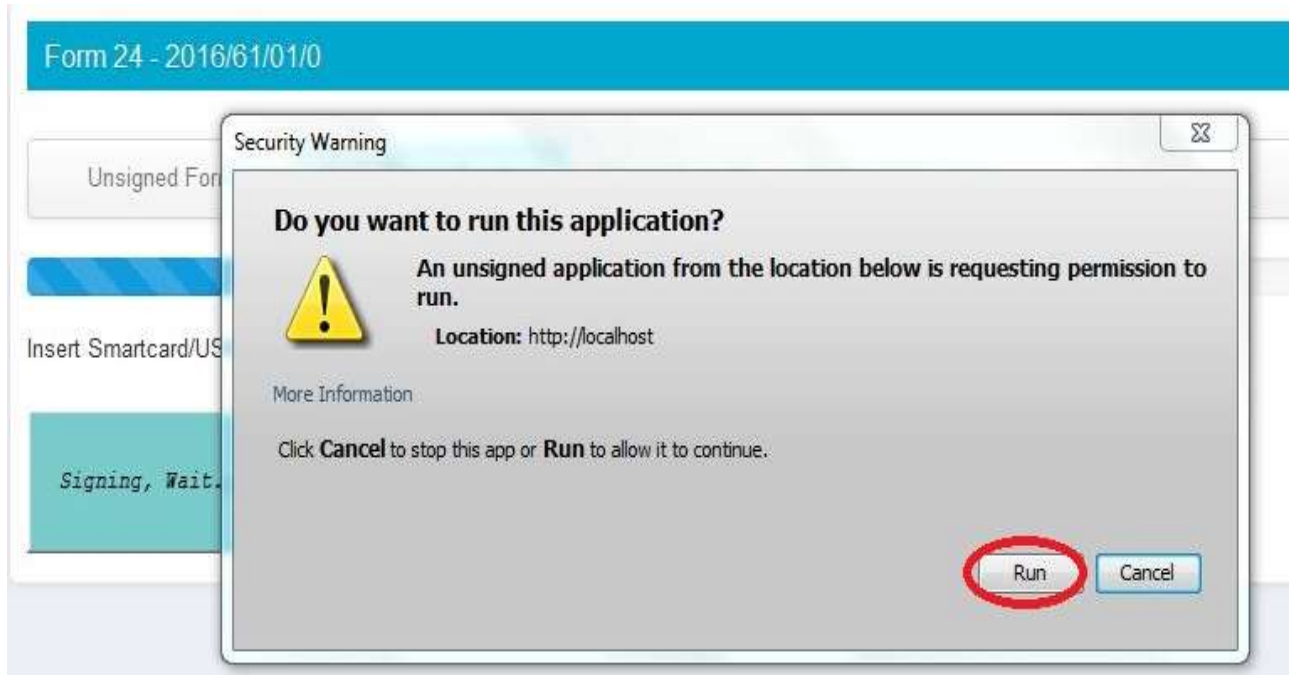 Form 24 - 2016/61/01/0
Security Warning
Unsigned For
Do you want to run this application?
An unsigned application from the location below is requesting permission to
run.
Location: http://localhost
Insert Smartcard/US
More Information
Click Cancel to stop this app or Run to allow it to continue.
Signing, Wait.
Run Cancel